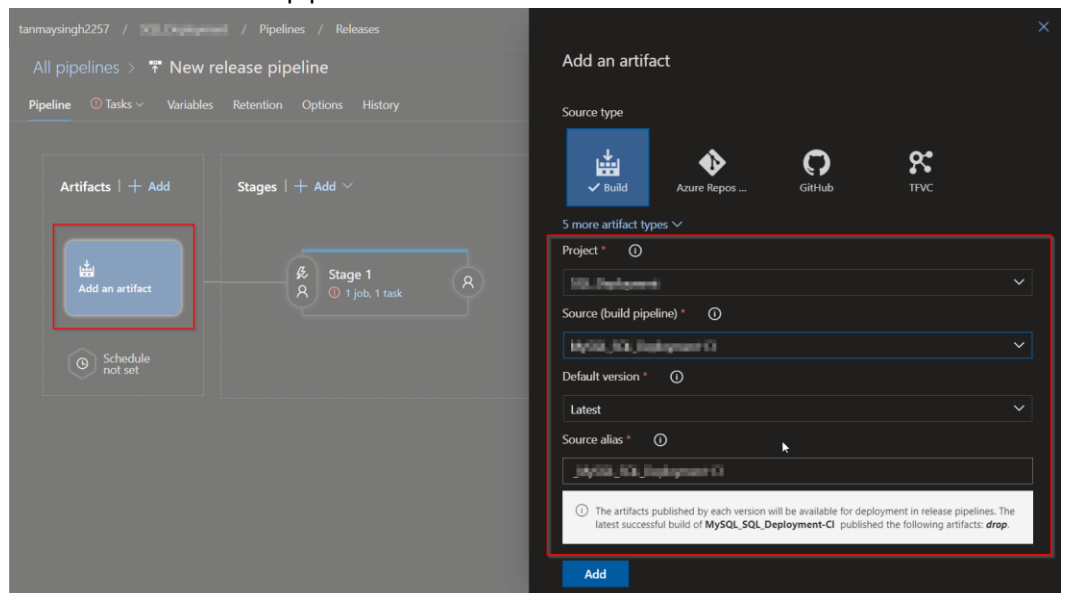 tanmaysingh2257 / / Pipelines / Releases
All pipelines > New release pipeline
Pipeline Tasks Variables Retention Options History
Artifacts | + Add
Stages | + Add
Add an artifact
Schedule
not set
Stage 1
1 job, 1 task
Add an artifact
Source type
Build
Azure Repos ...
GitHub
TFVC
5 more artifact types
Project *
Source (build pipeline) *
Default version *
Latest
Source alias *
The artifacts published by each version will be available for deployment in release pipelines. The
latest successful build of MySQL_SQL_Deployment-CI published the following artifacts: drop.
Add